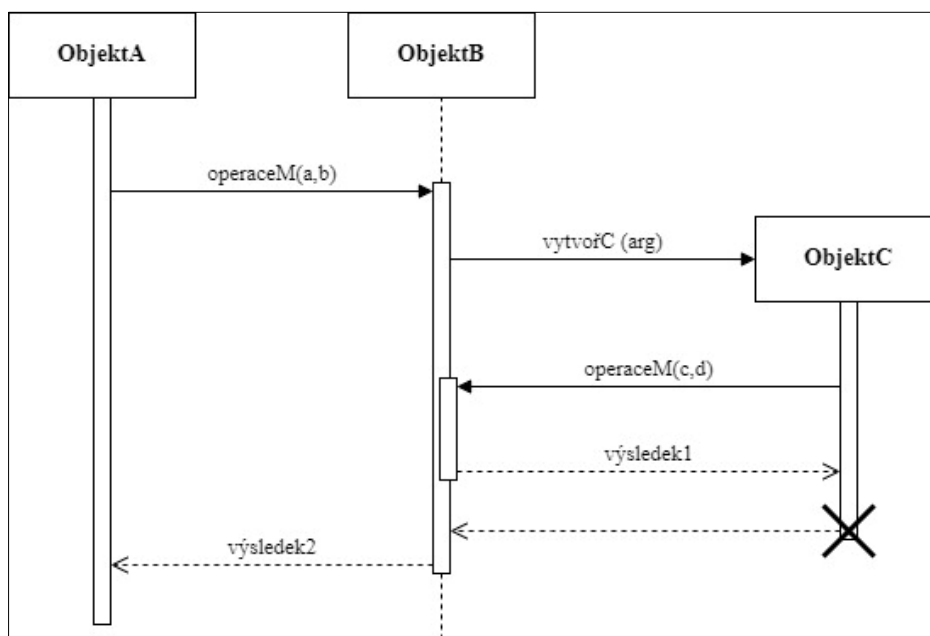 ObjektA
ObjektB
operaceM(a,b)
vytvořC (arg)
ObjektC
operaceM(c,d)
výsledek1
výsledek2